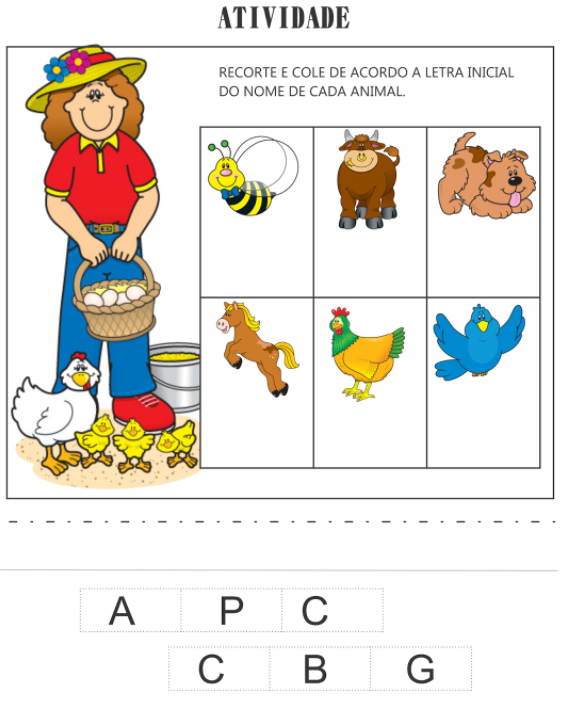 ATIVIDADE
RECORTE E COLE DE ACORDO A LETRA INICIAL
DO NOME DE CADA ANIMAL.
A P C
C B G